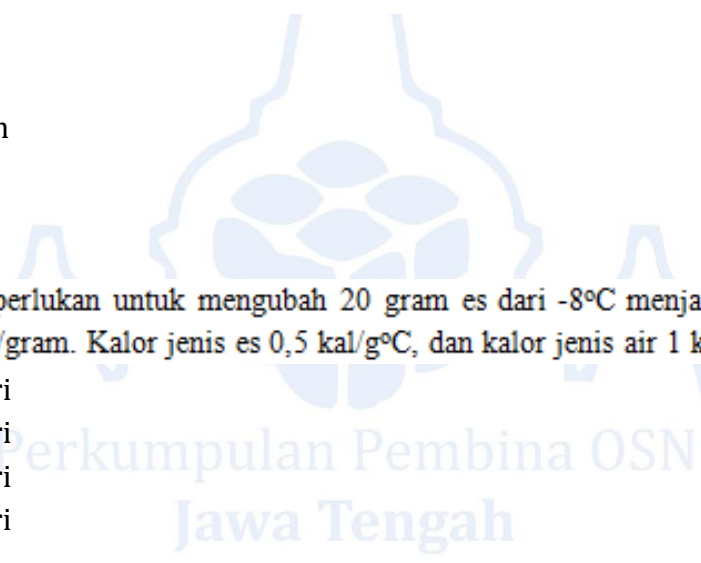 perlukan untuk mengubah 20 gram es dari -8°C menja
/gram. Kalor jenis es 0,5 kal/g°C, dan kalor jenis air 1 k
ri
ri
Perkumpulan Pembina OSN
ri
ri
Jawa Tengah